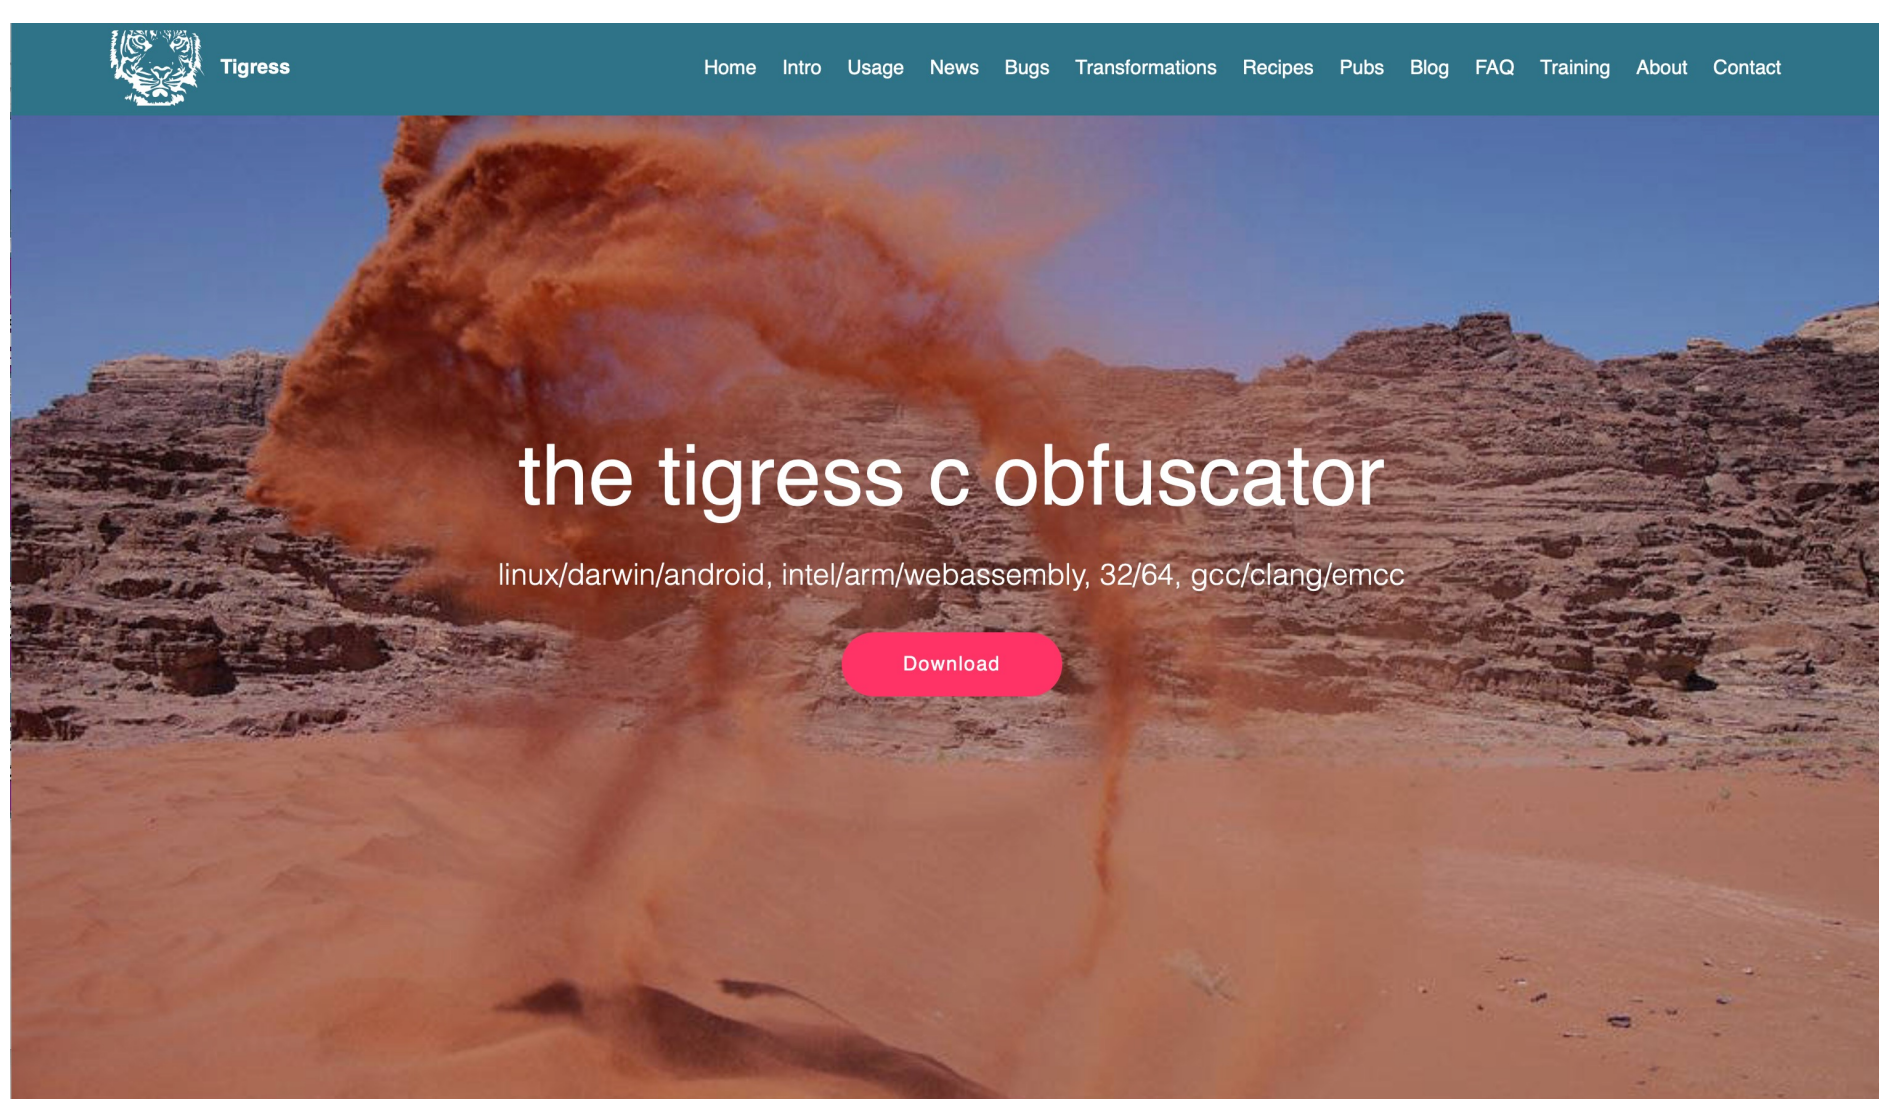 Tigress
Home Intro Usage News Bugs Transformations Recipes Pubs Blog FAQ Training About Contact
the tigress c obfuscator
linux/darwin/android, intel/arm/webassembly, 32/64, gcc/clang/emcc
Download